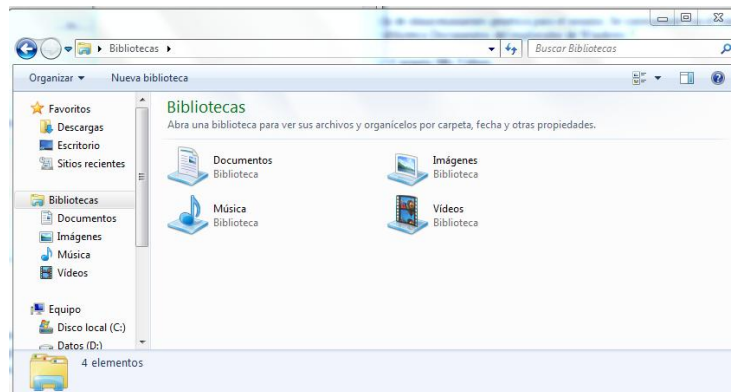 Bibliotecas
Buscar Bibliotecas
Organizar
Nueva biblioteca
Favoritos
Descargas
Escritorio
Sitios recientes
Bibliotecas
Documentos
Imágenes
Música
Vídeos
Equipo
Disco local (C:)
Datos (D:)
Bibliotecas
Abra una biblioteca para ver sus archivos y organícelos por carpeta, fecha y otras propiedades.
Documentos
Biblioteca
Imágenes
Biblioteca
Música
Biblioteca
Vídeos
Biblioteca
4 elementos